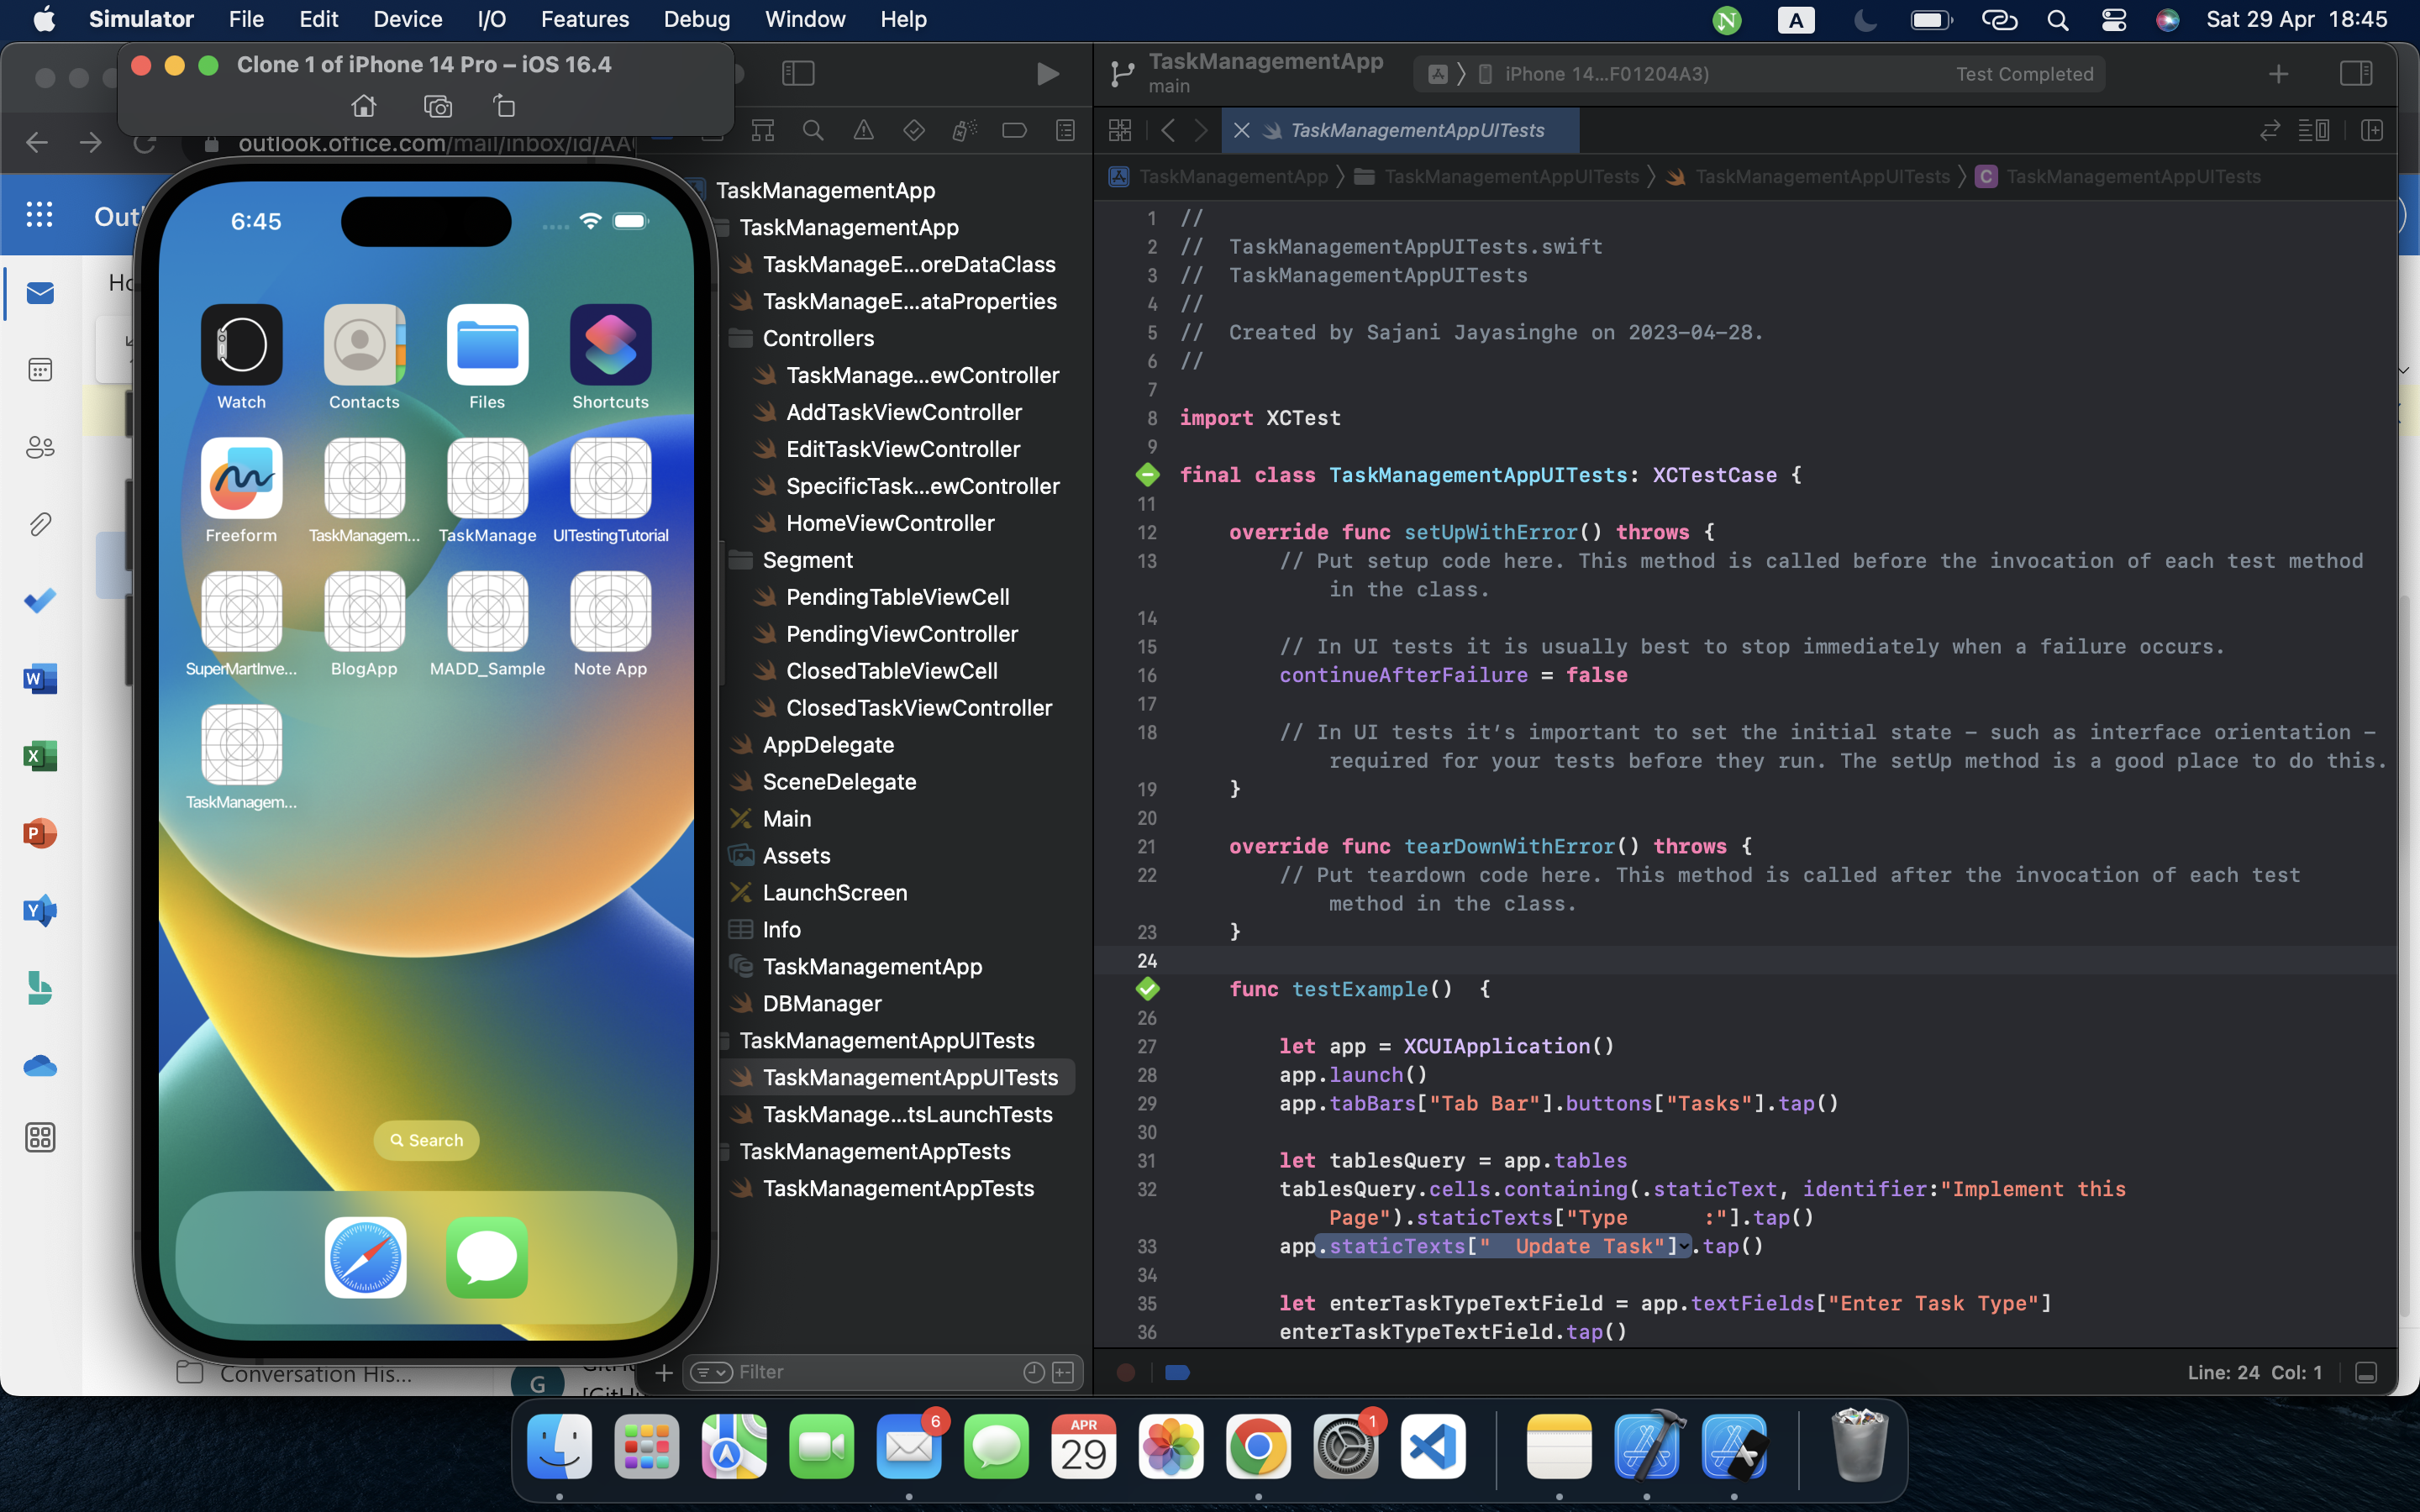 Simulator File Edit Device I/O Features Debug Window Help A Sat 29 Apr 18:45
Clone 1 of iPhone 14 Pro – iOS 16.4
outlook.office.com/mail/inbox/id/AA
6:45
Watch Contacts Files Shortcuts
Freeform TaskManagem... TaskManage UITestingTutorial
SuperMartInve... BlogApp MADD_Sample Note App
TaskManagem...
Search
Conversation His...
G
TaskManagementApp
TaskManagementApp
TaskManageE...oreDataClass
TaskManageE...ataProperties
Controllers
TaskManage...ewController
AddTaskViewController
EditTaskViewController
SpecificTask...ewController
HomeViewController
Segment
PendingTableViewCell
PendingViewController
ClosedTableViewCell
ClosedTaskViewController
AppDelegate
SceneDelegate
Main
Assets
LaunchScreen
Info
TaskManagementApp
DBManager
TaskManagementAppUITests
TaskManagementAppUITests
TaskManage...tsLaunchTests
TaskManagementAppTests
TaskManagementAppTests
Filter
TaskManagementApp
main
iPhone 14...F01204A3) Test Completed
TaskManagementAppUITests
TaskManagementApp TaskManagementAppUITests TaskManagementAppUITests C TaskManagementAppUITests
1 //
2 //  TaskManagementAppUITests.swift
3 //  TaskManagementAppUITests
4 //
5 //  Created by Sajani Jayasinghe on 2023-04-28.
6 //
7
8 import XCTest
9
final class TaskManagementAppUITests: XCTestCase {
11
12 override func setUpWithError() throws {
13 // Put setup code here. This method is called before the invocation of each test method
in the class.
14
15 // In UI tests it is usually best to stop immediately when a failure occurs.
16 continueAfterFailure = false
17
18 // In UI tests it’s important to set the initial state - such as interface orientation -
required for your tests before they run. The setUp method is a good place to do this.
19 }
20
21 override func tearDownWithError() throws {
22 // Put teardown code here. This method is called after the invocation of each test
method in the class.
23 }
24
func testExample()  {
26
27 let app = XCUIApplication()
28 app.launch()
29 app.tabBars["Tab Bar"].buttons["Tasks"].tap()
30
31 let tablesQuery = app.tables
32 tablesQuery.cells.containing(.staticText, identifier:"Implement this
Page").staticTexts["Type      :"].tap()
33 app.staticTexts["  Update Task"].tap()
34
35 let enterTaskTypeTextField = app.textFields["Enter Task Type"]
36 enterTaskTypeTextField.tap()
Line: 24 Col: 1
6
APR
29
1